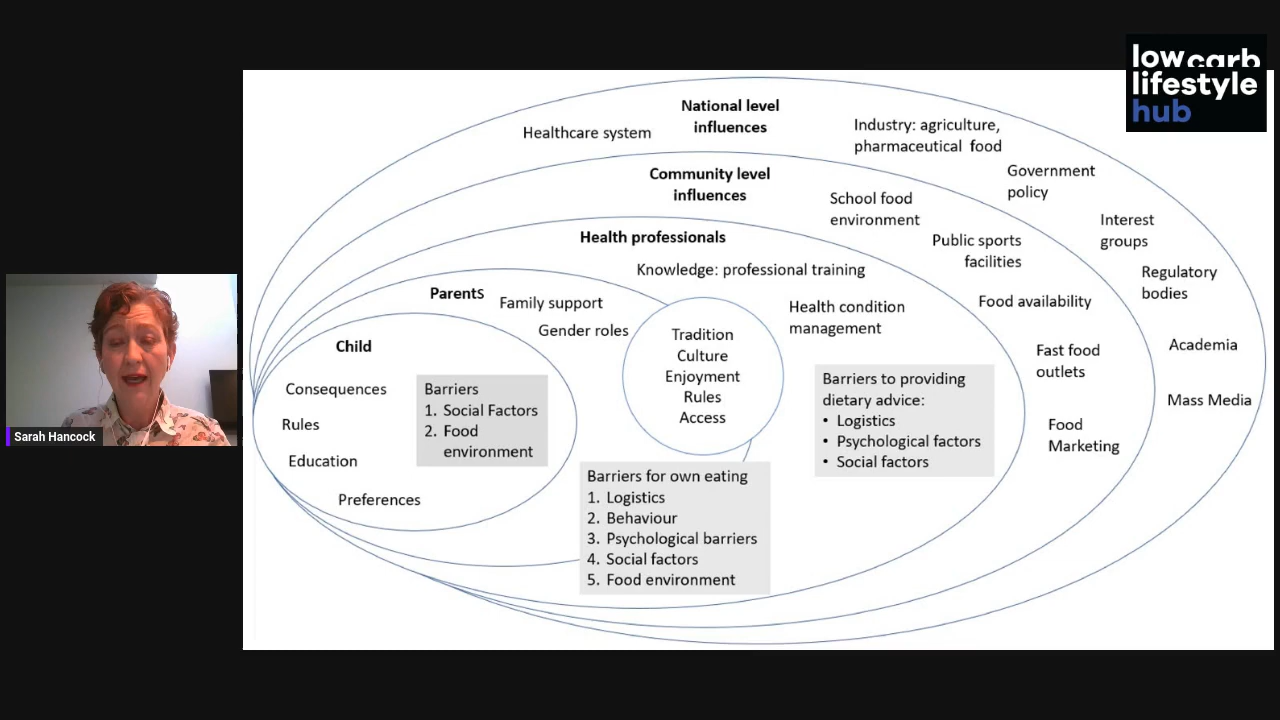 low carb
lifestyle
hub
National level
influences
Healthcare system
Industry: agriculture,
pharmaceutical food
Government
policy
Interest
groups
Regulatory
bodies
Academia
Mass Media
Community level
influences
School food
environment
Public sports
facilities
Food availability
Fast food
outlets
Food
Marketing
Health professionals
Knowledge: professional training
Health condition
management
Barriers to providing
dietary advice:
• Logistics
• Psychological factors
• Social factors
Parents
Family support
Gender roles
Tradition
Culture
Enjoyment
Rules
Access
Barriers for own eating
1. Logistics
2. Behaviour
3. Psychological barriers
4. Social factors
5. Food environment
Child
Consequences
Rules
Education
Preferences
Barriers
1. Social Factors
2. Food
environment
Sarah Hancock